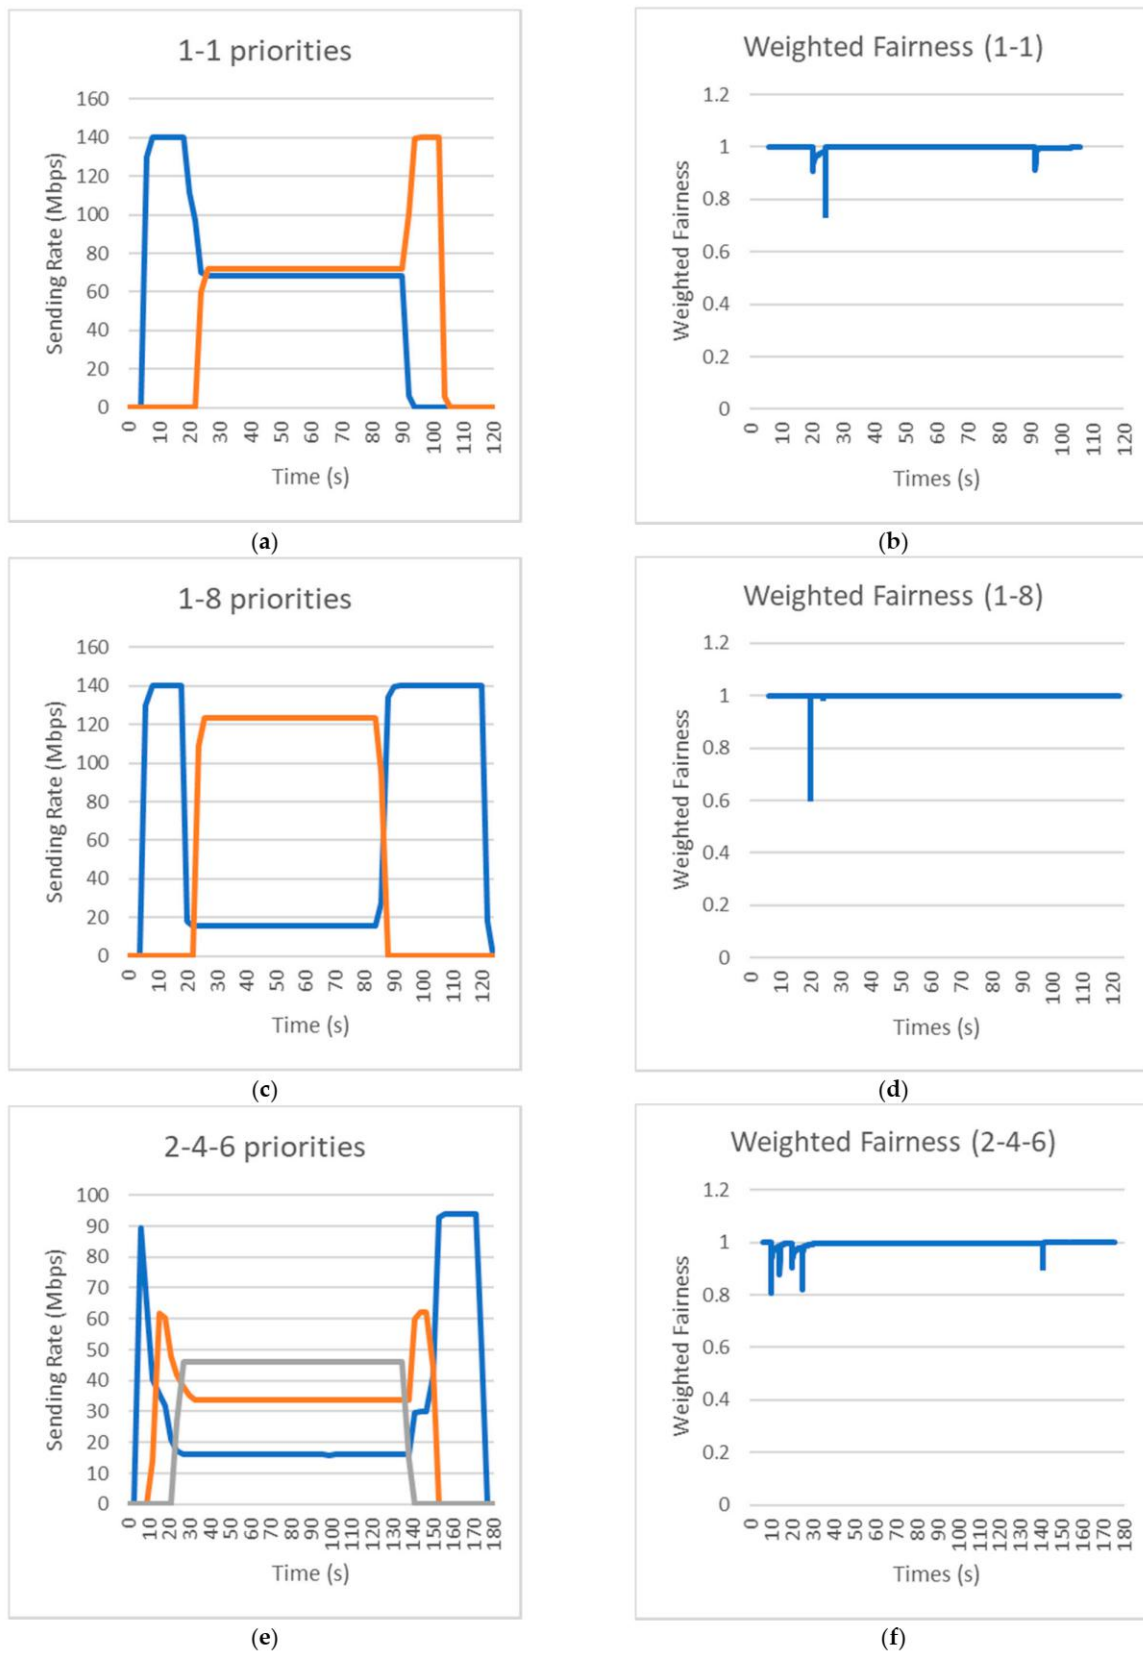 1-1 priorities
Sending Rate (Mbps)
160
140
120
100
80
60
40
20
0
0 10 20 30 40 50 60 70 80 90 100 110 120
Time (s)
(a)
Weighted Fairness (1-1)
Weighted Fairness
1.2
1
0.8
0.6
0.4
0.2
0
0 10 20 30 40 50 60 70 80 90 100 110 120
Times (s)
(b)
1-8 priorities
Sending Rate (Mbps)
160
140
120
100
80
60
40
20
0
0 10 20 30 40 50 60 70 80 90 100 110 120
Time (s)
(c)
Weighted Fairness (1-8)
Weighted Fairness
1.2
1
0.8
0.6
0.4
0.2
0
0 10 20 30 40 50 60 70 80 90 100 110 120
Times (s)
(d)
2-4-6 priorities
Sending Rate (Mbps)
100
90
80
70
60
50
40
30
20
10
0
0 10 20 30 40 50 60 70 80 90 100 110 120 130 140 150 160 170 180
Time (s)
(e)
Weighted Fairness (2-4-6)
Weighted Fairness
1.2
1
0.8
0.6
0.4
0.2
0
0 10 20 30 40 50 60 70 80 90 100 110 120 130 140 150 160 170 180
Times (s)
(f)